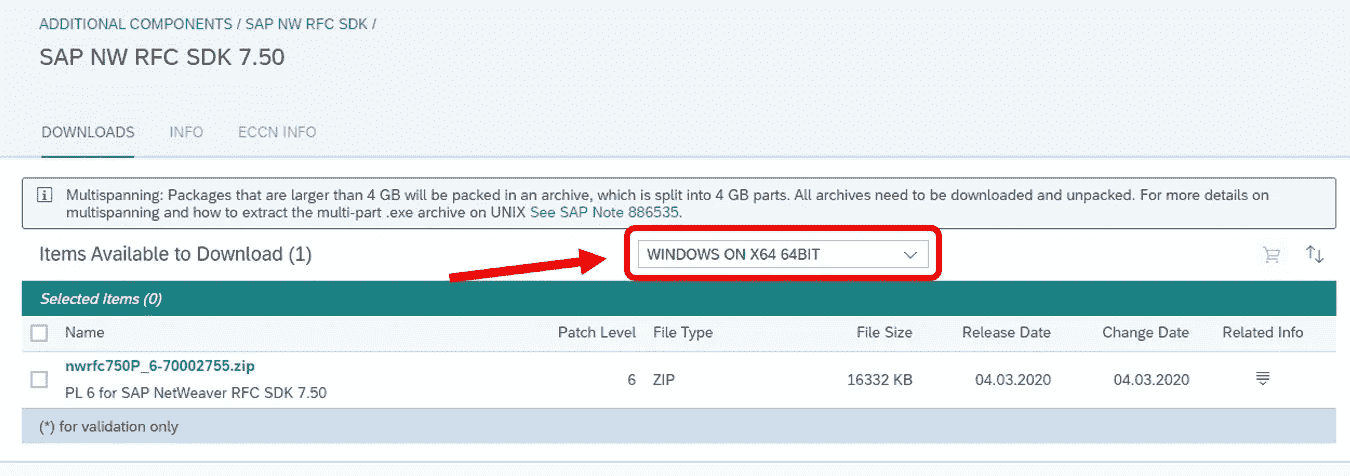 ADDITIONAL COMPONENTS / SAP NW RFC SDK /
SAP NW RFC SDK 7.50
DOWNLOADS INFO ECCN INFO
Multispanning: Packages that are larger than 4 GB will be packed in an archive, which is split into 4 GB parts. All archives need to be downloaded and unpacked. For more details on
multispanning and how to extract the multi-part .exe archive on UNIX See SAP Note 886535.
Items Available to Download (1) WINDOWS ON X64 64BIT
Selected Items (0)
Name Patch Level File Type File Size Release Date Change Date Related Info
nwrfc750P_6-70002755.zip
6 ZIP 16332 KB 04.03.2020 04.03.2020
PL 6 for SAP NetWeaver RFC SDK 7.50
(*) for validation only